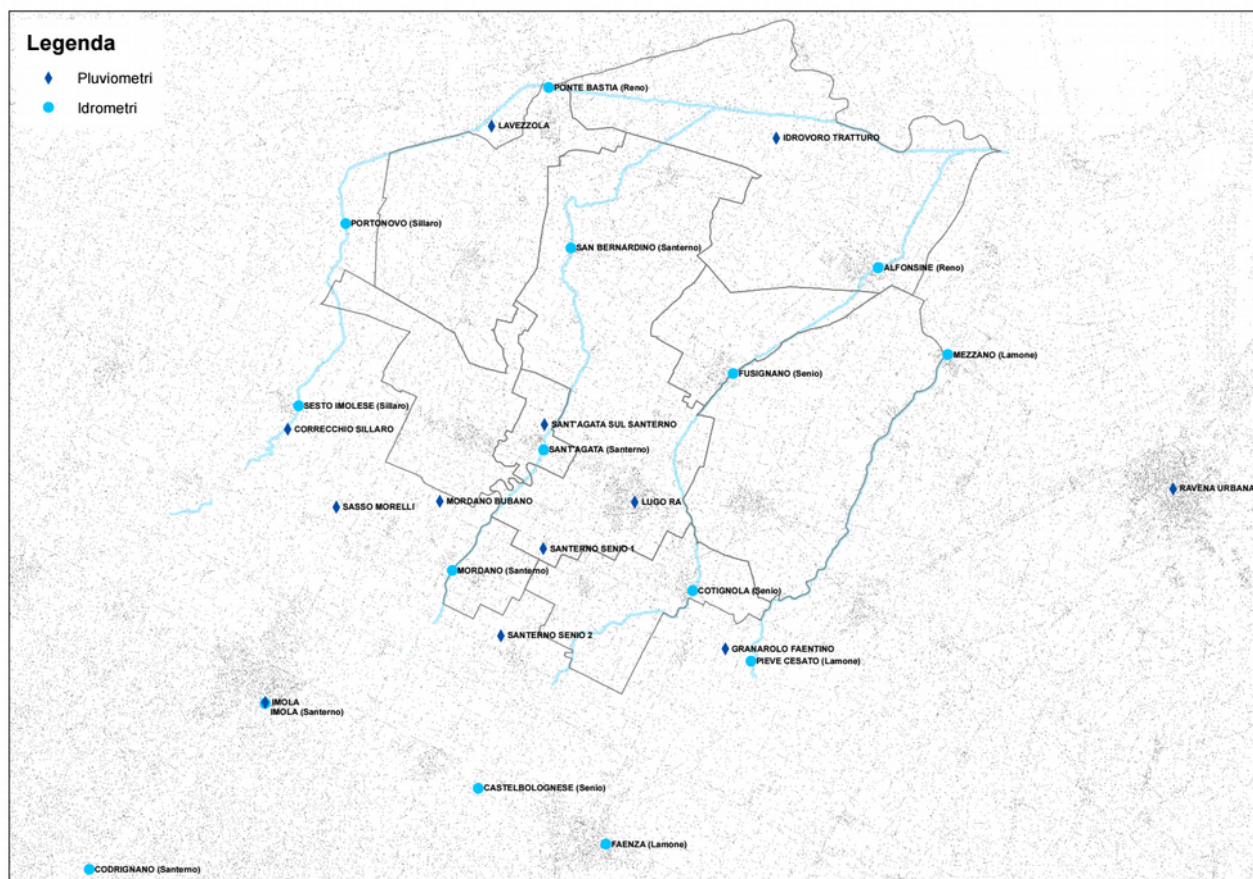 Legenda
Pluviometri
Idrometri
PONTE BASTIA (Reno)
LAVEZZOLA
IDROVORO TRATTURO
PORTONOVO (Sillaro)
SAN BERNARDINO (Santerno)
ALFONSINE (Reno)
MEZZANO (Lamone)
FUSIGNANO (Senio)
SESTO IMOLESE (Sillaro)
CORRECCHIO SILLARO
SANT'AGATA SUL SANTERNO
SANT'AGATA (Santerno)
RAVENA URBANA
MORDANO BUBANO
LUGO RA
SASSO MORELLI
SANTERNO SENIO 1
MORDANO (Santerno)
COTIGNOLA (Senio)
SANTERNO SENIO 2
GRANAROLO FAENTINO
PIEVE CESATO (Lamone)
IMOLA
IMOLA (Santerno)
CASTELBOLOGNESE (Senio)
FAENZA (Lamone)
CODRIGNANO (Santerno)